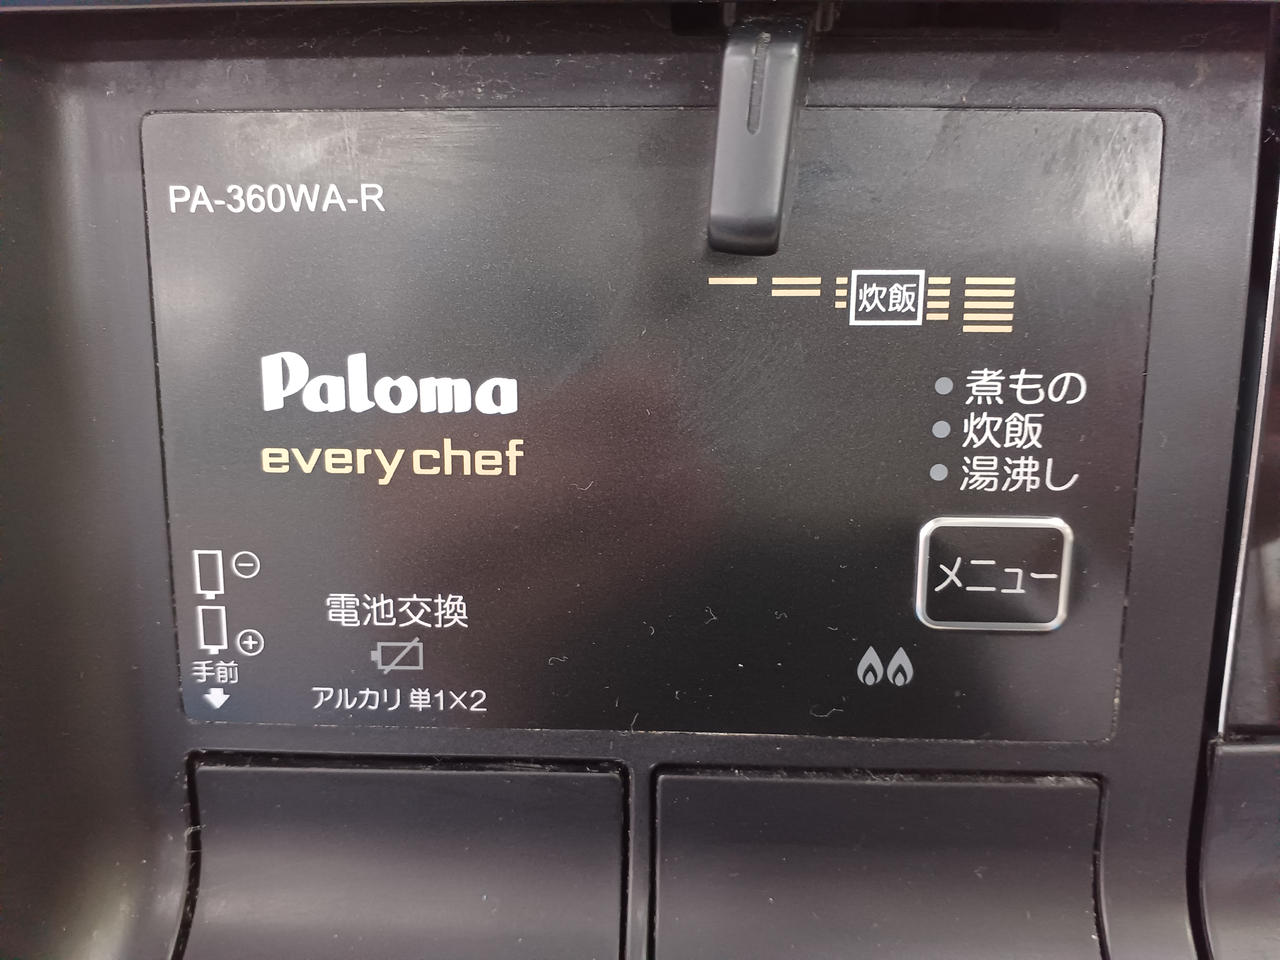 PA-360WA-R
炊飯
Paloma
every chef
煮もの
炊飯
湯沸し
メニュー
電池交換
手前
アルカリ 単1×2